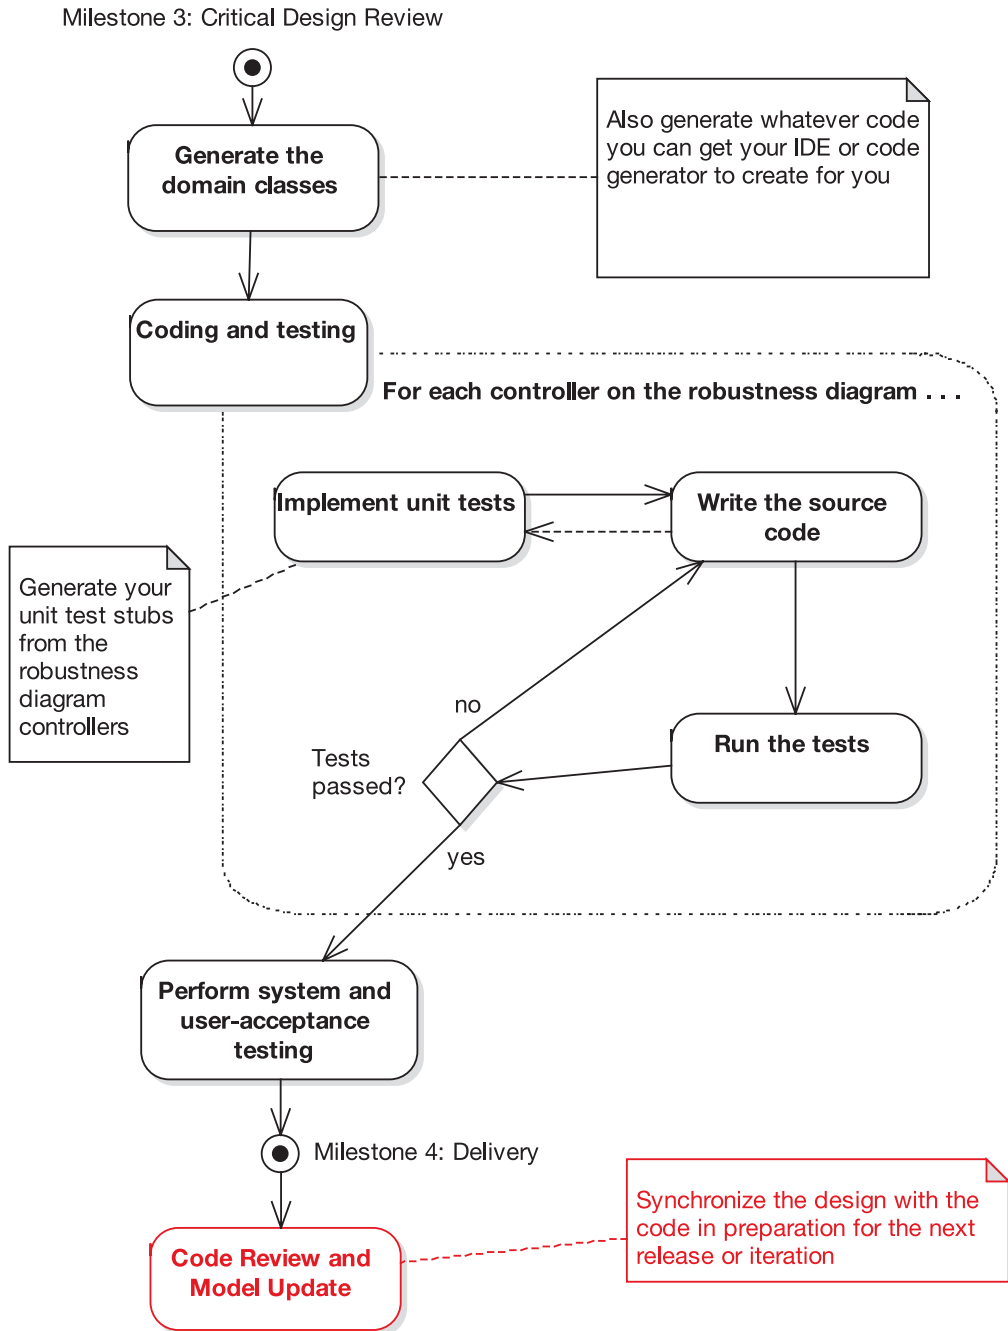 Milestone 3: Critical Design Review
Generate the
domain classes
Also generate whatever code
you can get your IDE or code
generator to create for you
Coding and testing
For each controller on the robustness diagram . . .
Implement unit tests
Write the source
code
Generate your
unit test stubs
from the
robustness
diagram
controllers
no
Tests
passed?
Run the tests
yes
Perform system and
user-acceptance
testing
Milestone 4: Delivery
Code Review and
Model Update
Synchronize the design with the
code in preparation for the next
release or iteration